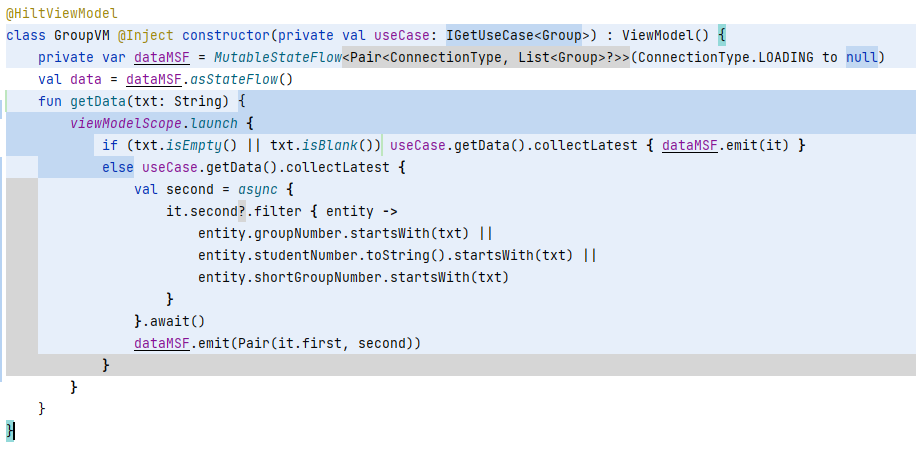 @HiltViewModel
class GroupVM @Inject constructor(private val useCase: IGetUseCase<Group>) : ViewModel() {
    private var dataMSF = MutableStateFlow<Pair<ConnectionType, List<Group>?>>(ConnectionType.LOADING to null)
    val data = dataMSF.asStateFlow()
    fun getData(txt: String) {
        viewModelScope.launch {
            if (txt.isEmpty() || txt.isBlank()) useCase.getData().collectLatest { dataMSF.emit(it) }
            else useCase.getData().collectLatest {
                val second = async {
                    it.second?.filter { entity ->
                        entity.groupNumber.startsWith(txt) ||
                        entity.studentNumber.toString().startsWith(txt) ||
                        entity.shortGroupNumber.startsWith(txt)
                    }
                }.await()
                dataMSF.emit(Pair(it.first, second))
            }
        }
    }
}